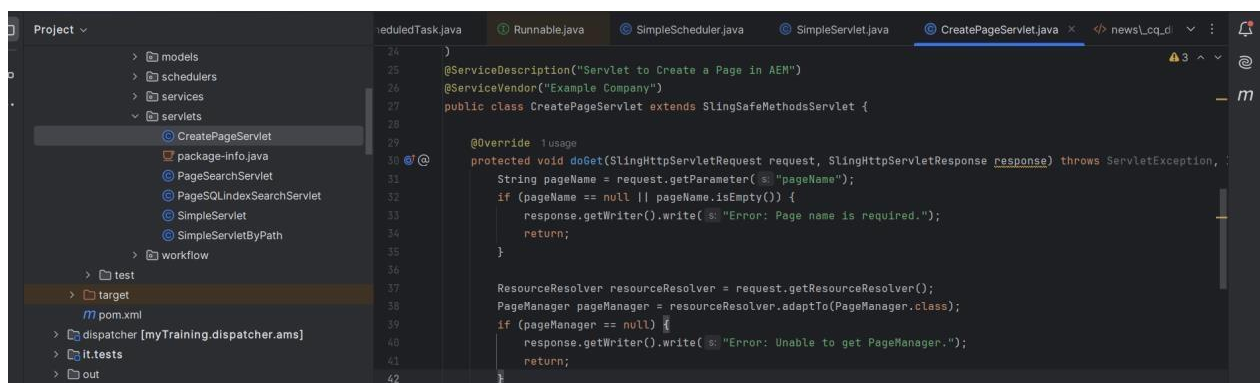 Project
heduledTask.java
Runnable.java
SimpleScheduler.java
SimpleServlet.java
CreatePageServlet.java
news\_cq_di
models
schedulers
services
servlets
CreatePageServlet
package-info.java
PageSearchServlet
PageSQLindexSearchServlet
SimpleServlet
SimpleServletByPath
workflow
test
target
pom.xml
dispatcher [myTraining.dispatcher.ams]
it.tests
out
24 )
25 @ServiceDescription("Servlet to Create a Page in AEM")
26 @ServiceVendor("Example Company")
27 public class CreatePageServlet extends SlingSafeMethodsServlet {
28
29 @Override 1 usage
30 @ protected void doGet(SlingHttpServletRequest request, SlingHttpServletResponse response) throws ServletException,
31 String pageName = request.getParameter( s: "pageName");
32 if (pageName == null || pageName.isEmpty()) {
33 response.getWriter().write( s: "Error: Page name is required.");
34 return;
35 }
36
37 ResourceResolver resourceResolver = request.getResourceResolver();
38 PageManager pageManager = resourceResolver.adaptTo(PageManager.class);
39 if (pageManager == null) {
40 response.getWriter().write( s: "Error: Unable to get PageManager.");
41 return;
42 }
3
m